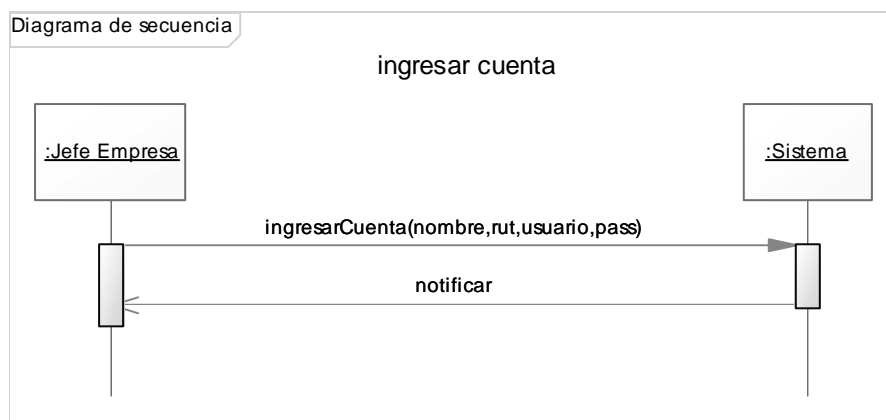 Diagrama de secuencia
ingresar cuenta
:Jefe Empresa
:Sistema
ingresarCuenta(nombre,rut,usuario,pass)
notificar